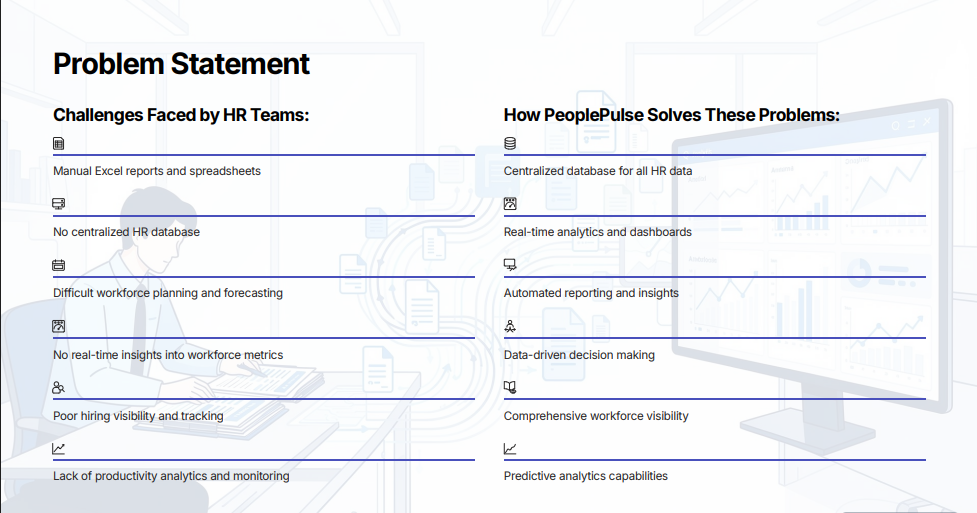 Problem Statement
Challenges Faced by HR Teams:
Manual Excel reports and spreadsheets
No centralized HR database
Difficult workforce planning and forecasting
No real-time insights into workforce metrics
Poor hiring visibility and tracking
Lack of productivity analytics and monitoring
How PeoplePulse Solves These Problems:
Centralized database for all HR data
Real-time analytics and dashboards
Automated reporting and insights
Data-driven decision making
Comprehensive workforce visibility
Predictive analytics capabilities